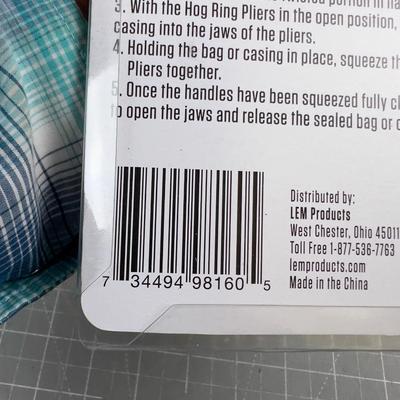 3. With the Hog Ring Pliers in the open position,
casing into the jaws of the pliers.
4. Holding the bag or casing in place, squeeze th
Pliers together.
5. Once the handles have been squeezed fully cl
to open the jaws and release the sealed bag or c
Distributed by:
LEM Products
West Chester, Ohio 45011
Toll Free 1-877-536-7763
lemproducts.com
Made in the China
7 34494 98160 5